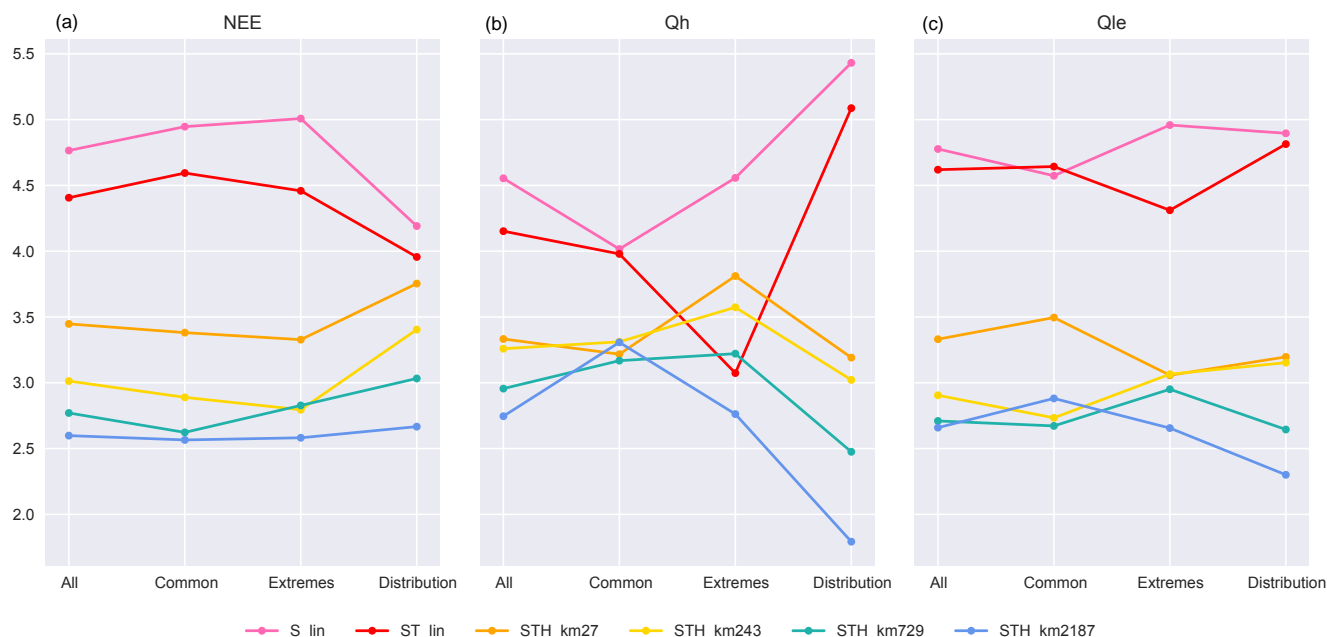 (a) NEE (b) Qh (c) Qle
5.5
5.0
4.5
4.0
3.5
3.0
2.5
2.0
All Common Extremes Distribution All Common Extremes Distribution All Common Extremes Distribution
S_lin ST_lin STH_km27 STH_km243 STH_km729 STH_km2187